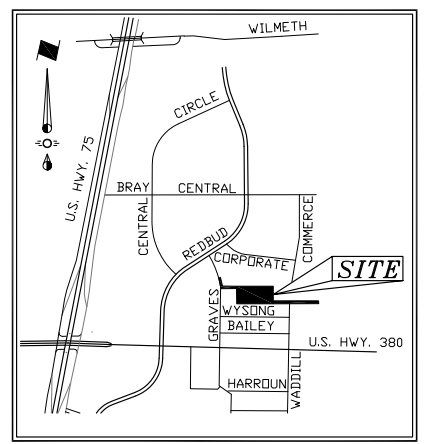 WILMETH
CIRCLE
U.S. HWY. 75
BRAY CENTRAL
CENTRAL
REDBUD
COMMERCE
CORPORATE
SITE
GRAVES
WYSONG
BAILEY
U.S. HWY. 380
HARROUN
WADDILL